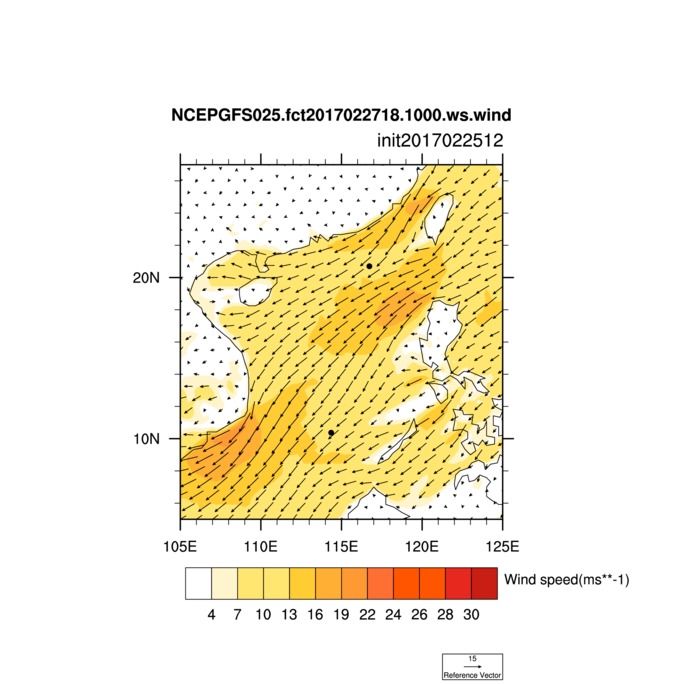 NCEPGFS025.fct2017022718.1000.ws.wind
init2017022512
20N
10N
105E 110E 115E 120E 125E
Wind speed(ms**-1)
4 7 10 13 16 19 22 24 26 28 30
15
Reference Vector